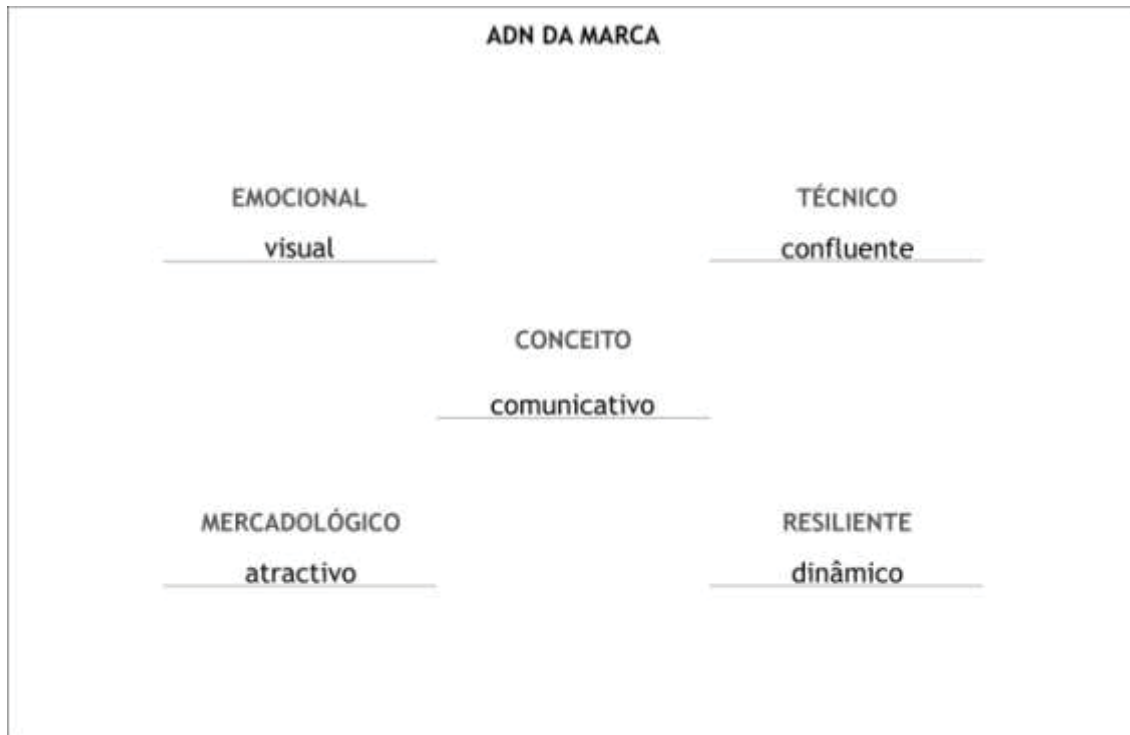 ADN DA MARCA
EMOCIONAL
visual
TÉCNICO
confluente
CONCEITO
comunicativo
MERCADOLÓGICO
atractivo
RESILIENTE
dinâmico